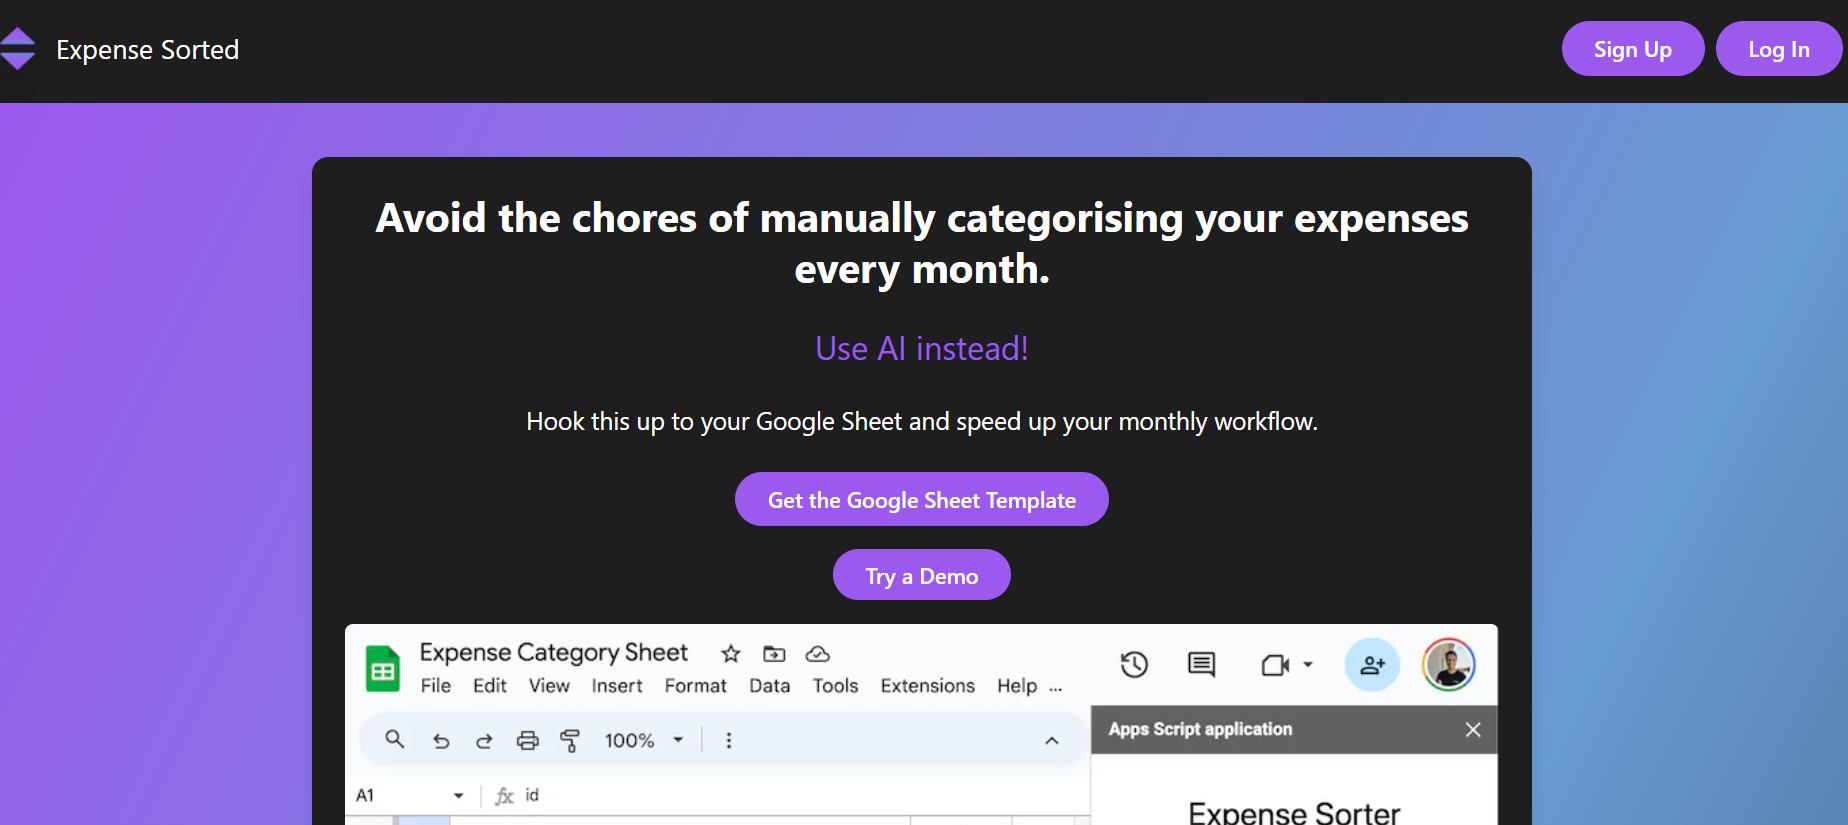 Expense Sorted
Sign Up
Log In
Avoid the chores of manually categorising your expenses
every month.
Use AI instead!
Hook this up to your Google Sheet and speed up your monthly workflow.
Get the Google Sheet Template
Try a Demo
Expense Category Sheet
File Edit View Insert Format Data Tools Extensions Help ...
100%
Apps Script application
A1
fx id
Expense Sorter